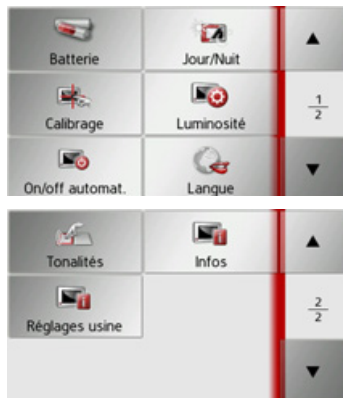 Batterie
Jour/Nuit
Calibrage
Luminosité
1
2
On/off automat.
Langue
Tonalités
Infos
Réglages usine
2
2